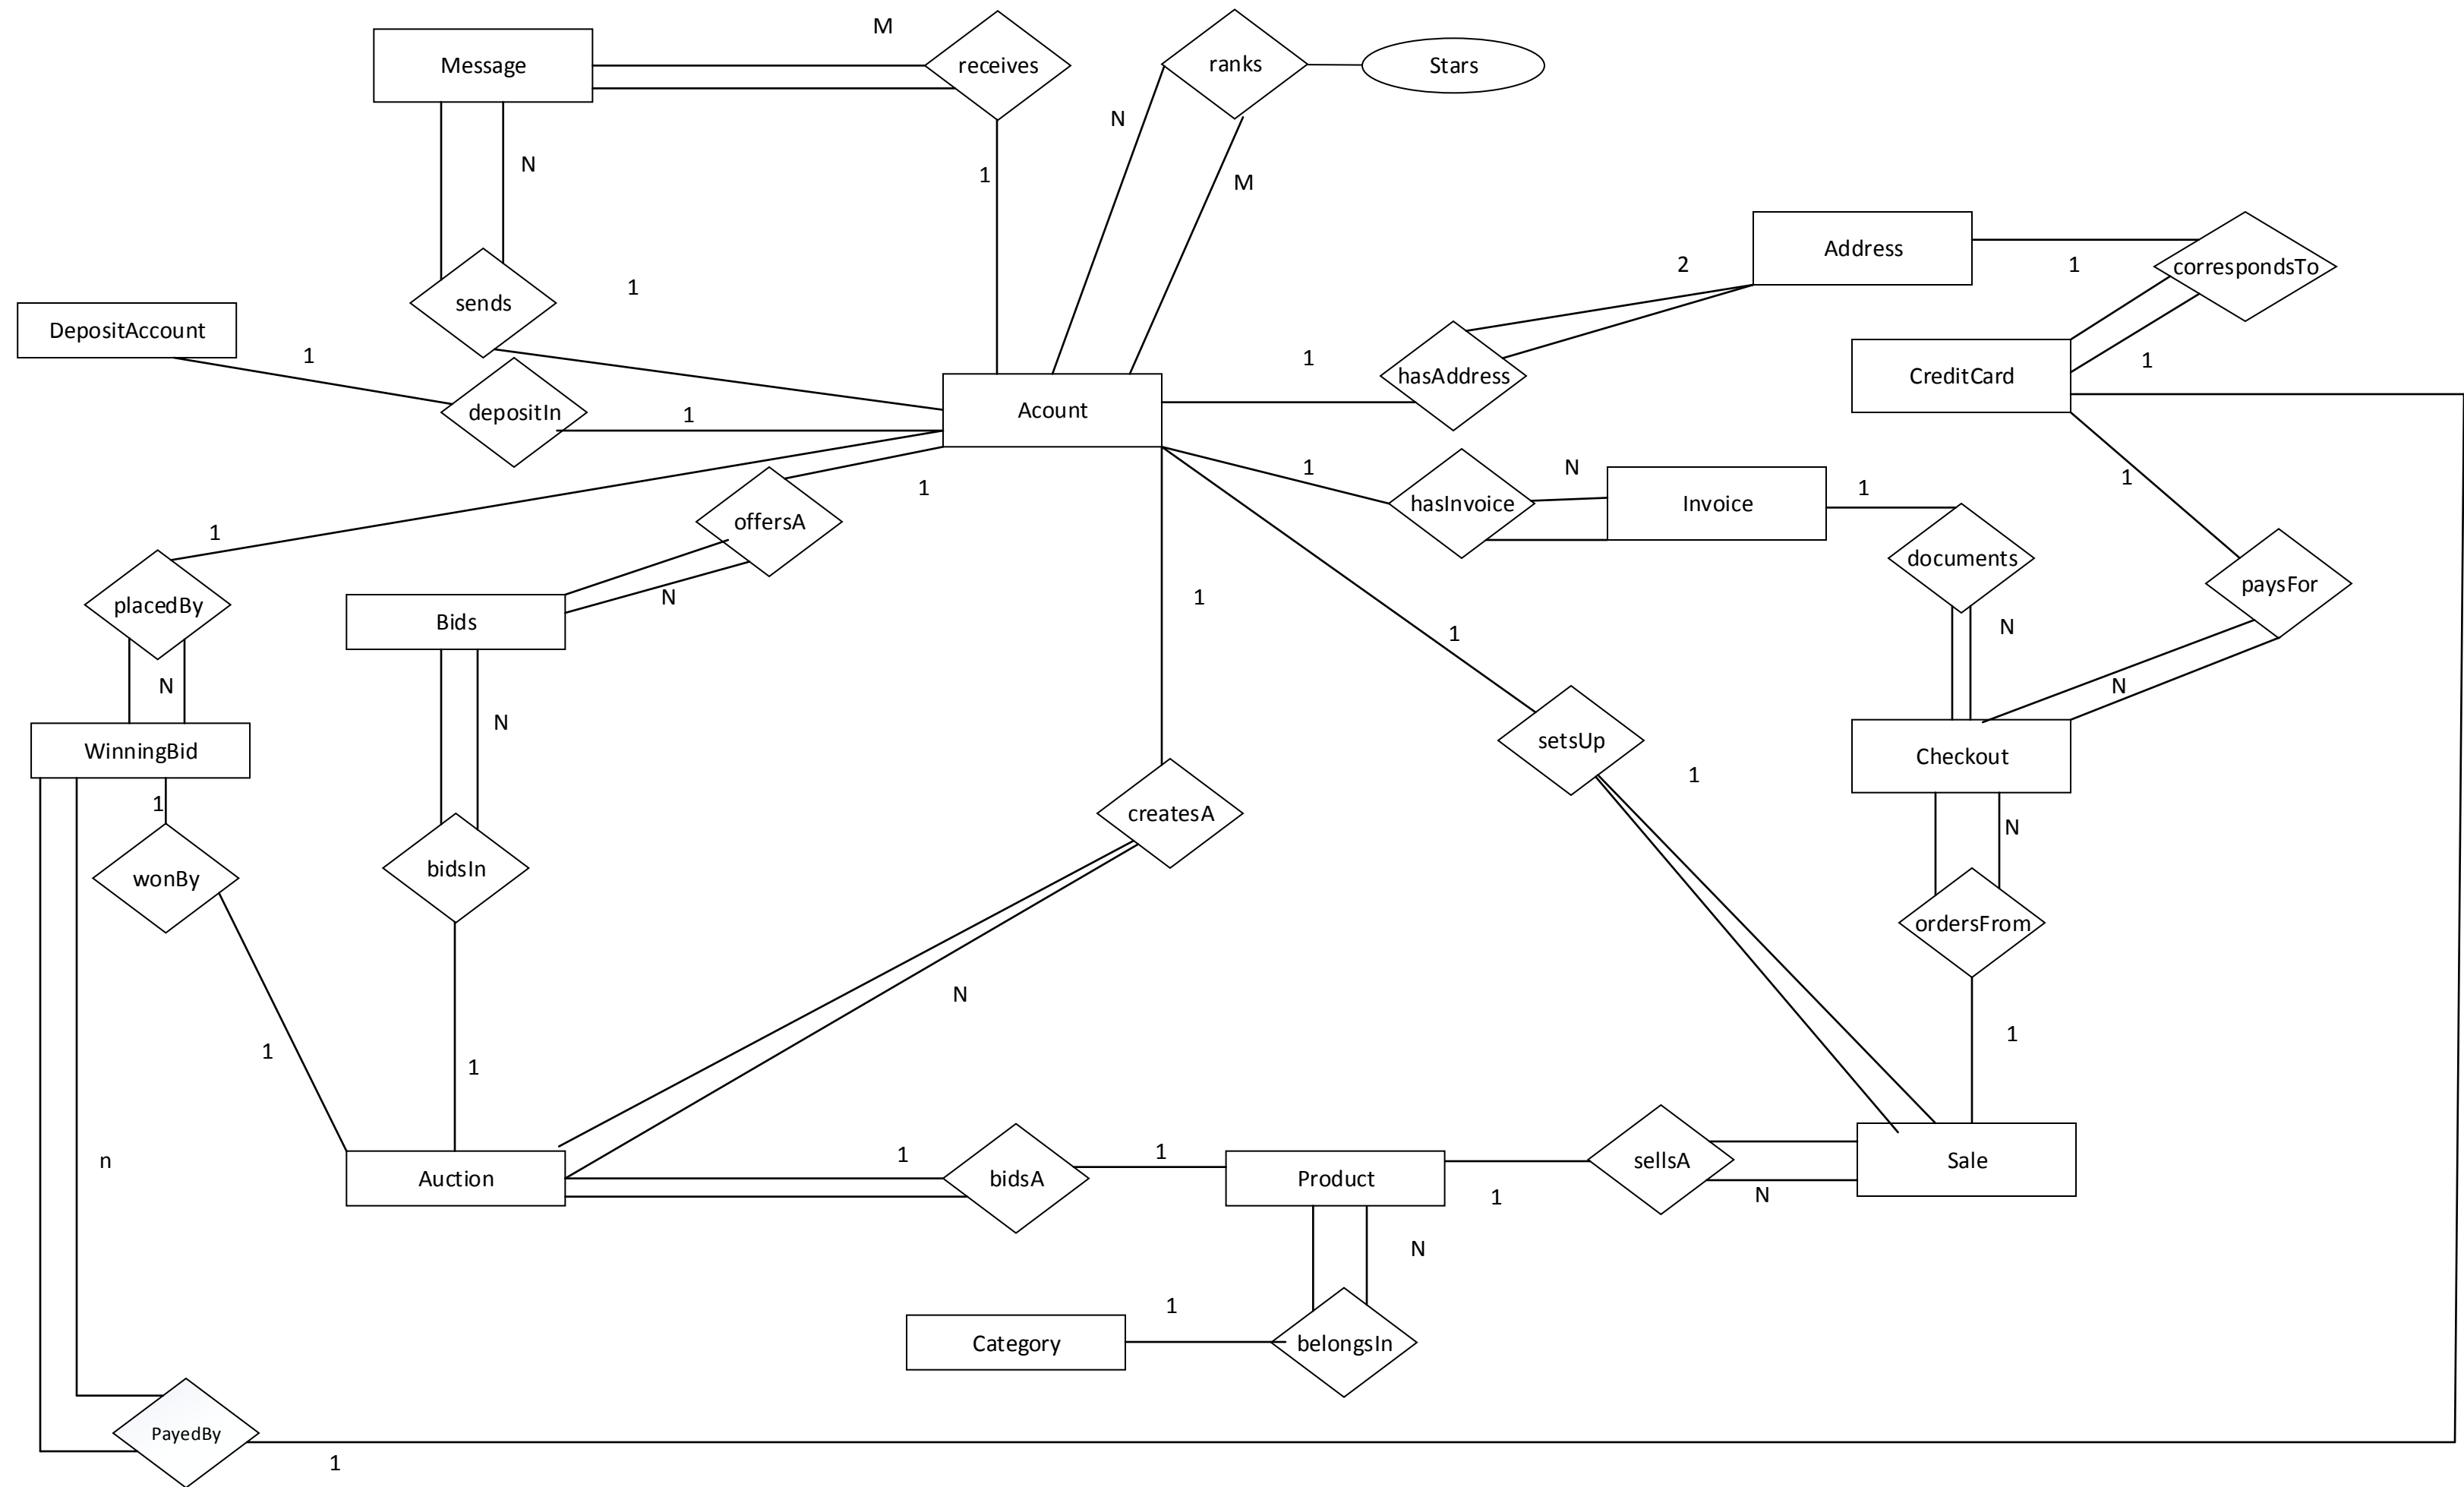 M
Message
receives
ranks
Stars
N
N
1
M
Address
2
1
correspondsTo
sends
1
DepositAccount
1
1
hasAddress
CreditCard
1
depositIn
1
Acount
1
N
hasInvoice
Invoice
1
1
1
offersA
documents
paysFor
1
placedBy
Bids
N
1
1
N
N
N
N
WinningBid
N
setsUp
1
Checkout
1
createsA
N
wonBy
bidsIn
ordersFrom
N
1
1
1
1
1
n
Auction
bidsA
Product
sellsA
Sale
1
N
N
1
Category
belongsIn
PayedBy
1